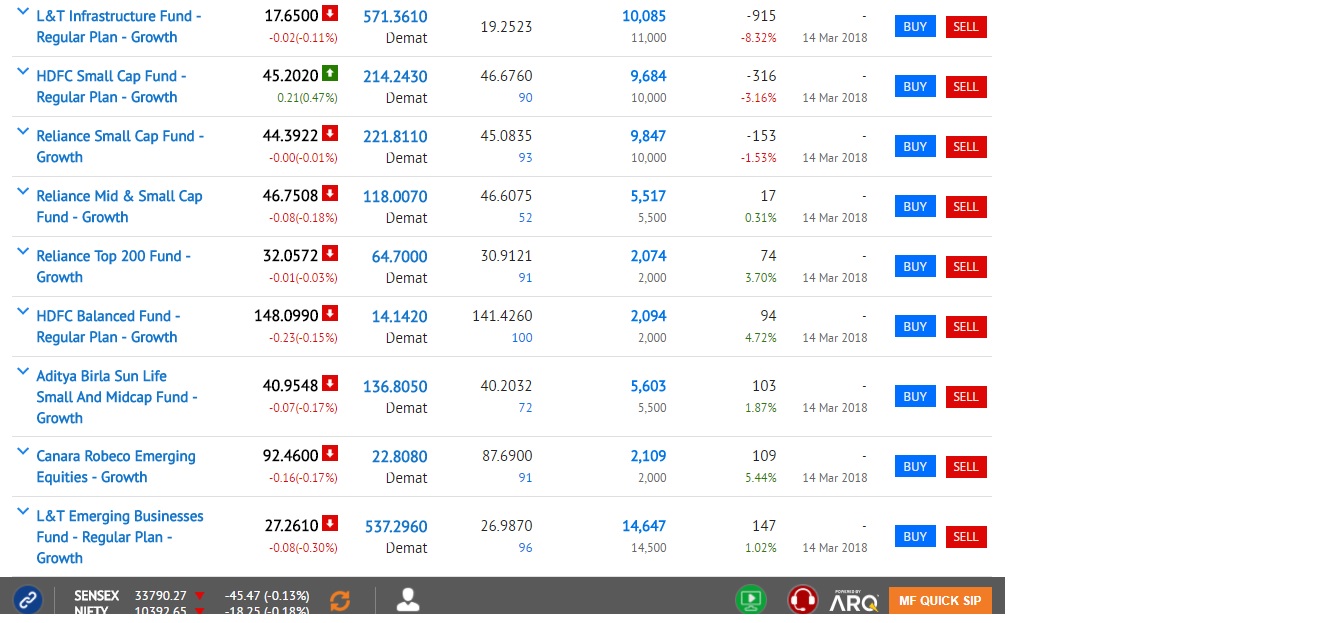 L&T Infrastructure Fund - 17.6500 571.3610 10,085 -915 -
19.2523 BUY SELL
Regular Plan - Growth -0.02(-0.11%) Demat 11,000 -8.32% 14 Mar 2018
HDFC Small Cap Fund - 45.2020 214.2430 46.6760 9,684 -316 -
BUY SELL
Regular Plan - Growth 0.21(0.47%) Demat 90 10,000 -3.16% 14 Mar 2018
Reliance Small Cap Fund - 44.3922 221.8110 45.0835 9,847 -153 -
BUY SELL
Growth -0.00(-0.01%) Demat 93 10,000 -1.53% 14 Mar 2018
Reliance Mid & Small Cap 46.7508 118.0070 46.6075 5,517 17 -
BUY SELL
Fund - Growth -0.08(-0.18%) Demat 52 5,500 0.31% 14 Mar 2018
Reliance Top 200 Fund - 32.0572 64.7000 30.9121 2,074 74 -
BUY SELL
Growth -0.01(-0.03%) Demat 91 2,000 3.70% 14 Mar 2018
HDFC Balanced Fund - 148.0990 14.1420 141.4260 2,094 94 -
BUY SELL
Regular Plan - Growth -0.23(-0.15%) Demat 100 2,000 4.72% 14 Mar 2018
Aditya Birla Sun Life
40.9548 136.8050 40.2032 5,603 103 -
Small And Midcap Fund - BUY SELL
-0.07(-0.17%) Demat 72 5,500 1.87% 14 Mar 2018
Growth
Canara Robeco Emerging 92.4600 22.8080 87.6900 2,109 109 -
BUY SELL
Equities - Growth -0.16(-0.17%) Demat 91 2,000 5.44% 14 Mar 2018
L&T Emerging Businesses
27.2610 537.2960 26.9870 14,647 147 -
Fund - Regular Plan - BUY SELL
-0.08(-0.30%) Demat 96 14,500 1.02% 14 Mar 2018
Growth
SENSEX 33790.27 -45.47 (-0.13%) POWERED BY
ARQ MF QUICK SIP
NIFTY 10392.65 -18.25 (-0.18%)